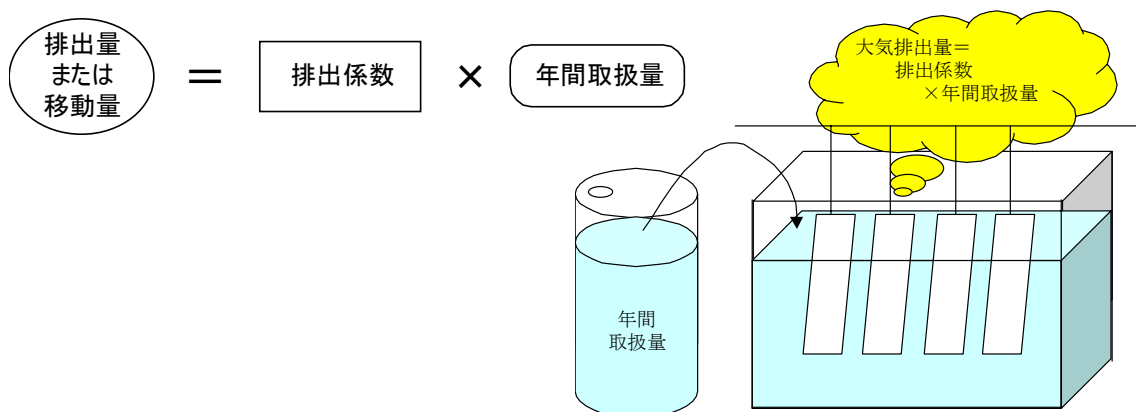 排出量
または
移動量
＝
排出係数
×
年間取扱量
大気排出量＝
排出係数
×年間取扱量
年間
取扱量